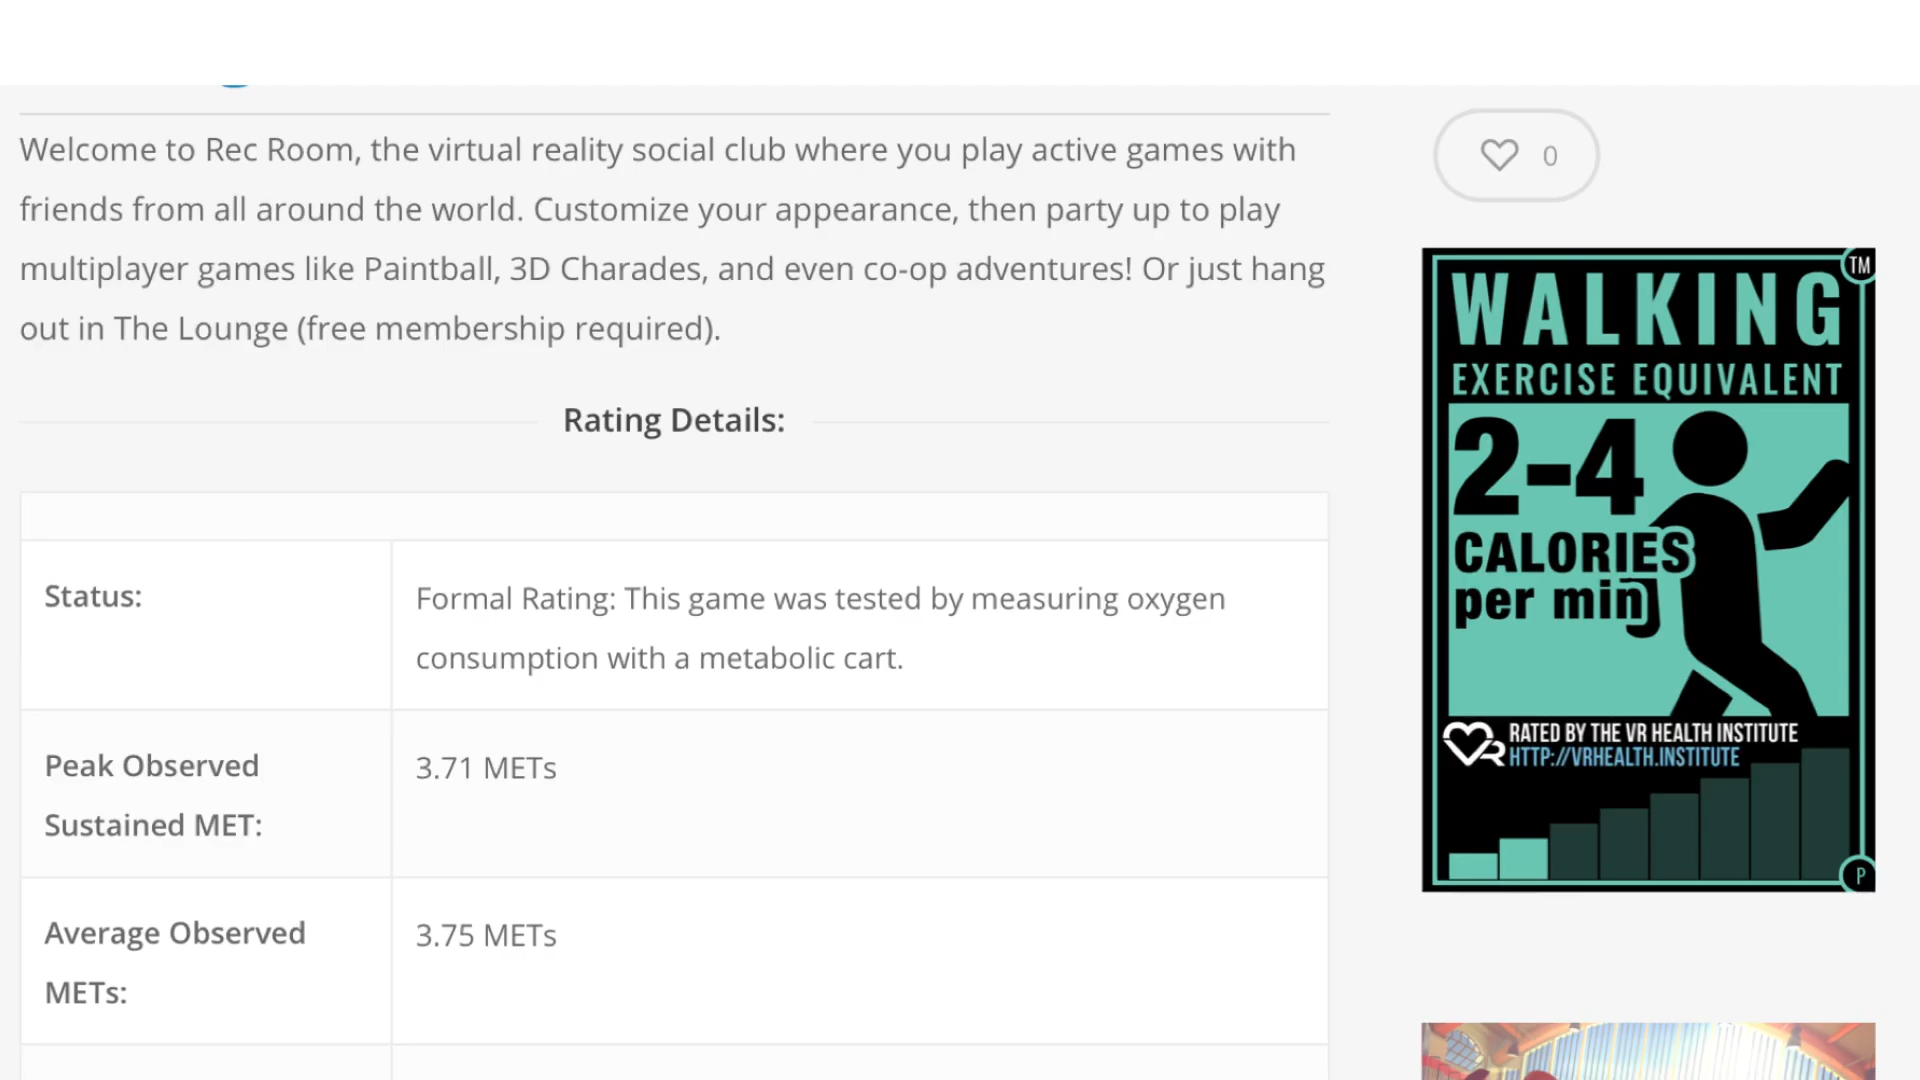 Welcome to Rec Room, the virtual reality social club where you play active games with
friends from all around the world. Customize your appearance, then party up to play
multiplayer games like Paintball, 3D Charades, and even co-op adventures! Or just hang
out in The Lounge (free membership required).
Rating Details:
Status:
Formal Rating: This game was tested by measuring oxygen
consumption with a metabolic cart.
Peak Observed
Sustained MET:
3.71 METs
Average Observed
METs:
3.75 METs
0
TM
WALKING
EXERCISE EQUIVALENT
2-4
CALORIES
per min
VR
RATED BY THE VR HEALTH INSTITUTE
HTTP://VRHEALTH.INSTITUTE
P